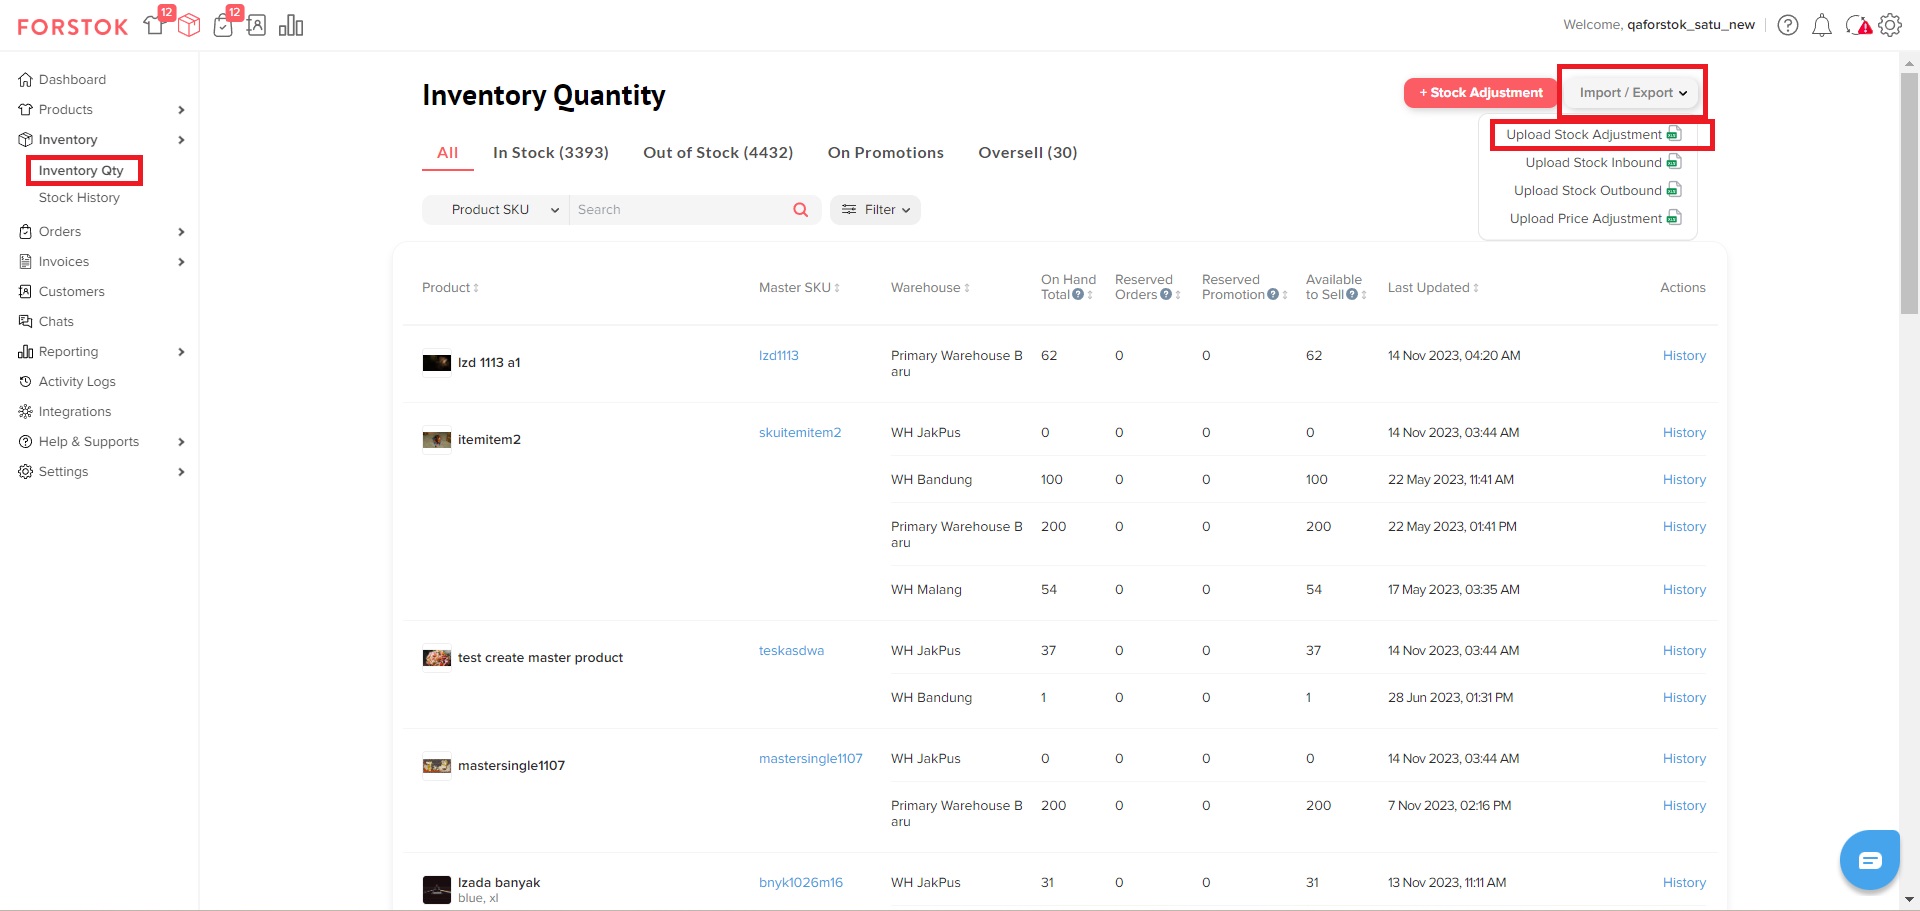 FORSTOK
12
12
Welcome, qaforstok_satu_new
Dashboard
Products
Inventory
Inventory Qty
Stock History
Orders
Invoices
Customers
Chats
Reporting
Activity Logs
Integrations
Help & Supports
Settings
Inventory Quantity
+ Stock Adjustment
Import / Export
Upload Stock Adjustment
Upload Stock Inbound
Upload Stock Outbound
Upload Price Adjustment
All In Stock (3393) Out of Stock (4432) On Promotions Oversell (30)
Product SKU Search Filter
Product Master SKU Warehouse On Hand Total Reserved Orders Reserved Promotion Available to Sell Last Updated Actions
lzd 1113 a1 lzd1113 Primary Warehouse B 62 0 0 62 14 Nov 2023, 04:20 AM History
aru
itemitem2 skuitemitem2 WH JakPus 0 0 0 0 14 Nov 2023, 03:44 AM History
WH Bandung 100 0 0 100 22 May 2023, 11:41 AM History
Primary Warehouse B 200 0 0 200 22 May 2023, 01:41 PM History
aru
WH Malang 54 0 0 54 17 May 2023, 03:35 AM History
test create master product teskasdwa WH JakPus 37 0 0 37 14 Nov 2023, 03:44 AM History
WH Bandung 1 0 0 1 28 Jun 2023, 01:31 PM History
mastersingle1107 mastersingle1107 WH JakPus 0 0 0 0 14 Nov 2023, 03:44 AM History
Primary Warehouse B 200 0 0 200 7 Nov 2023, 02:16 PM History
aru
lzada banyak bnyk1026m16 WH JakPus 31 0 0 31 13 Nov 2023, 11:11 AM History
blue, xl